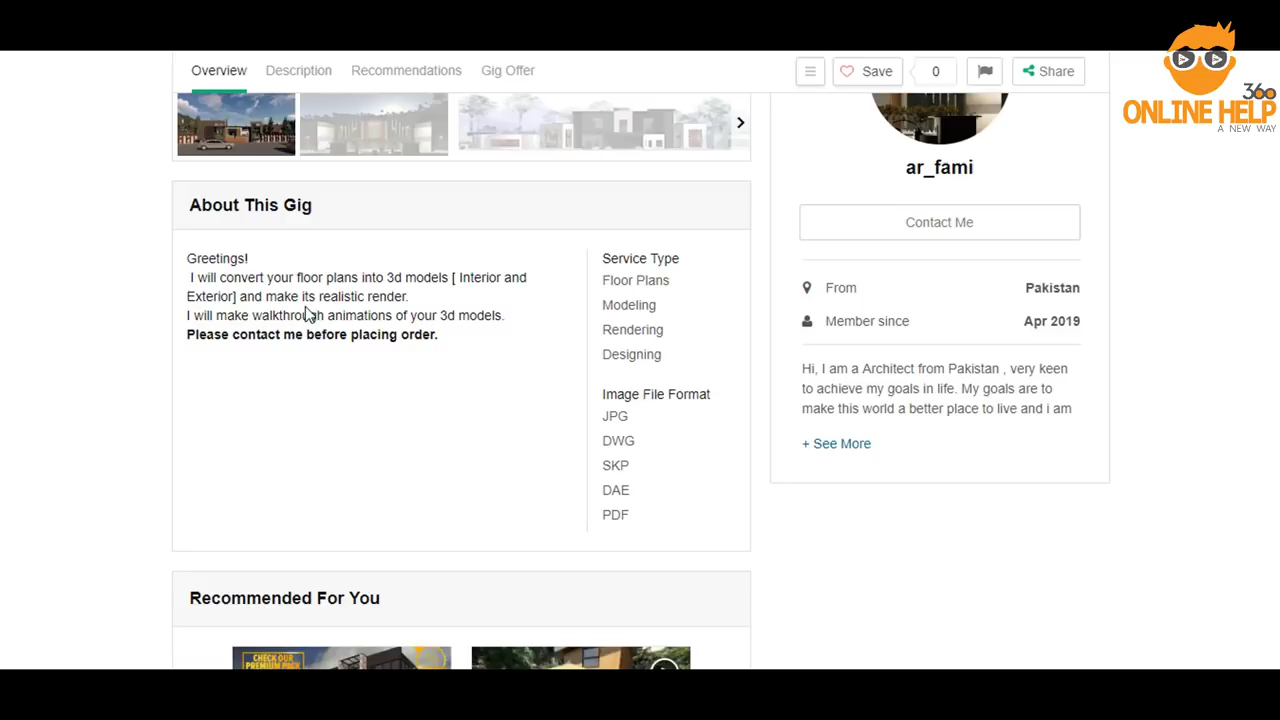 Overview Description Recommendations Gig Offer
Save 0 Share
360
ONLINE HELP
A NEW WAY
ar_fami
Contact Me
From Pakistan
Member since Apr 2019
Hi, I am a Architect from Pakistan , very keen
to achieve my goals in life. My goals are to
make this world a better place to live and i am
+ See More
About This Gig
Greetings!
I will convert your floor plans into 3d models [ Interior and
Exterior] and make its realistic render.
I will make walkthrough animations of your 3d models.
Please contact me before placing order.
Service Type
Floor Plans
Modeling
Rendering
Designing
Image File Format
JPG
DWG
SKP
DAE
PDF
Recommended For You
CHECK OUR
PREMIUM PACK